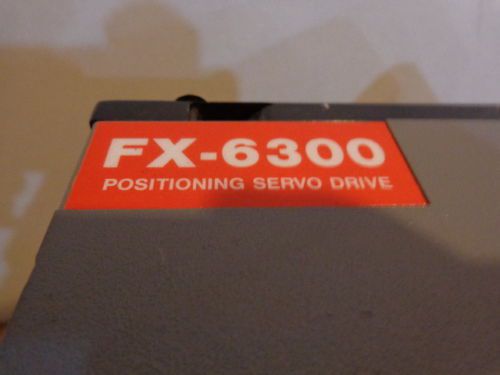 FX-6300
POSITIONING SERVO DRIVE